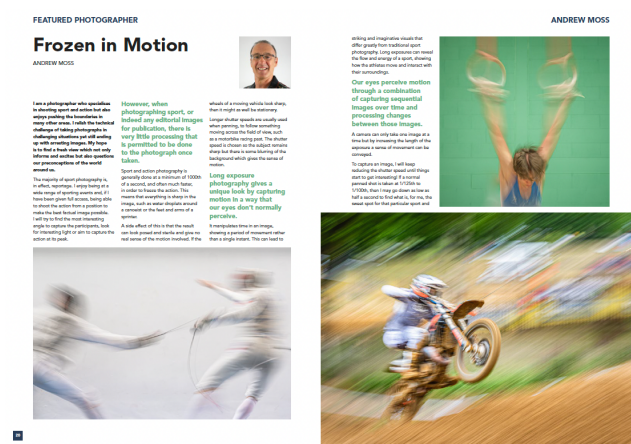 FEATURED PHOTOGRAPHER
Frozen in Motion
ANDREW MOSS
I am a photographer who specialises
in shooting sport and action but also
enjoys pushing the boundaries in
many other areas. I relish the technical
challenge of taking photographs in
challenging situations yet still ending
up with arresting images. My hope
is to find a fresh view which not only
informs and excites but also questions
our preconceptions of the world
around us.
The majority of sport photography is,
in effect, reportage. I enjoy being at a
wide range of sporting events and, if I
have been given full access, being able
to shoot the action from a position to
make the best factual image possible.
I will try to find the most interesting
angle to capture the participants, look
for interesting light or aim to capture the
action at its peak.
However, when
photographing sport, or
indeed any editorial images
for publication, there is
very little processing that
is permitted to be done
to the photograph once
taken.
Sport and action photography is
generally done at a minimum of 1000th
of a second, and often much faster,
in order to freeze the action. This
means that everything is sharp in the
image, such as water droplets around
a canoeist or the feet and arms of a
sprinter.
A side effect of this is that the result
can look posed and sterile and give no
real sense of the motion involved. If the
wheels of a moving vehicle look sharp,
then it might as well be stationary.
Longer shutter speeds are usually used
when panning, to follow something
moving across the field of view, such
as a motorbike racing past. The shutter
speed is chosen so the subject remains
sharp but there is some blurring of the
background which gives the sense of
motion.
Long exposure
photography gives a
unique look by capturing
motion in a way that
our eyes don't normally
perceive.
It manipulates time in an image,
showing a period of movement rather
than a single instant. This can lead to
20
ANDREW MOSS
striking and imaginative visuals that
differ greatly from traditional sport
photography. Long exposures can reveal
the flow and energy of a sport, showing
how the athletes move and interact with
their surroundings.
Our eyes perceive motion
through a combination
of capturing sequential
images over time and
processing changes
between those images.
A camera can only take one image at a
time but by increasing the length of the
exposure a sense of movement can be
conveyed.
To capture an image, I will keep
reducing the shutter speed until things
start to get interesting! If a normal
panned shot is taken at 1/125th to
1/100th, then I may go down as low as
half a second to find what is, for me, the
sweet spot for that particular sport and